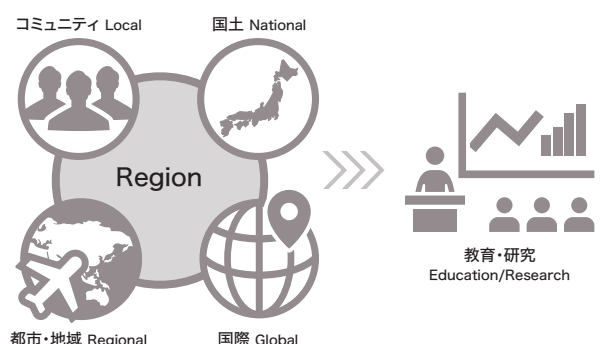 コミュニティ Local
国土 National
Region
都市・地域 Regional
国際 Global
教育・研究
Education/Research